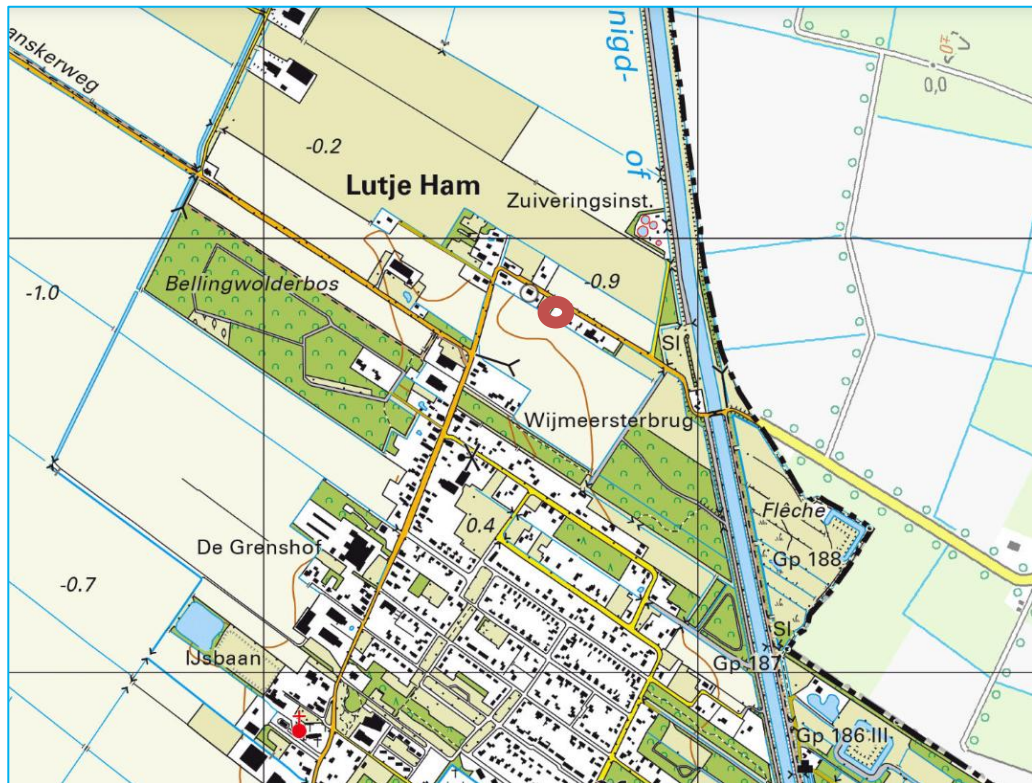 anskerweg
nigd-
of
0,0
-0.2
Lutje Ham
Zuiveringsinst.
-0.9
Bellingwolderbos
-1.0
Sl
Wijmeersterbrug
0.4
Flêche
De Grenshof
Gp 188
-0.7
Sl
IJsbaan
Gp 187
Gp 186 III